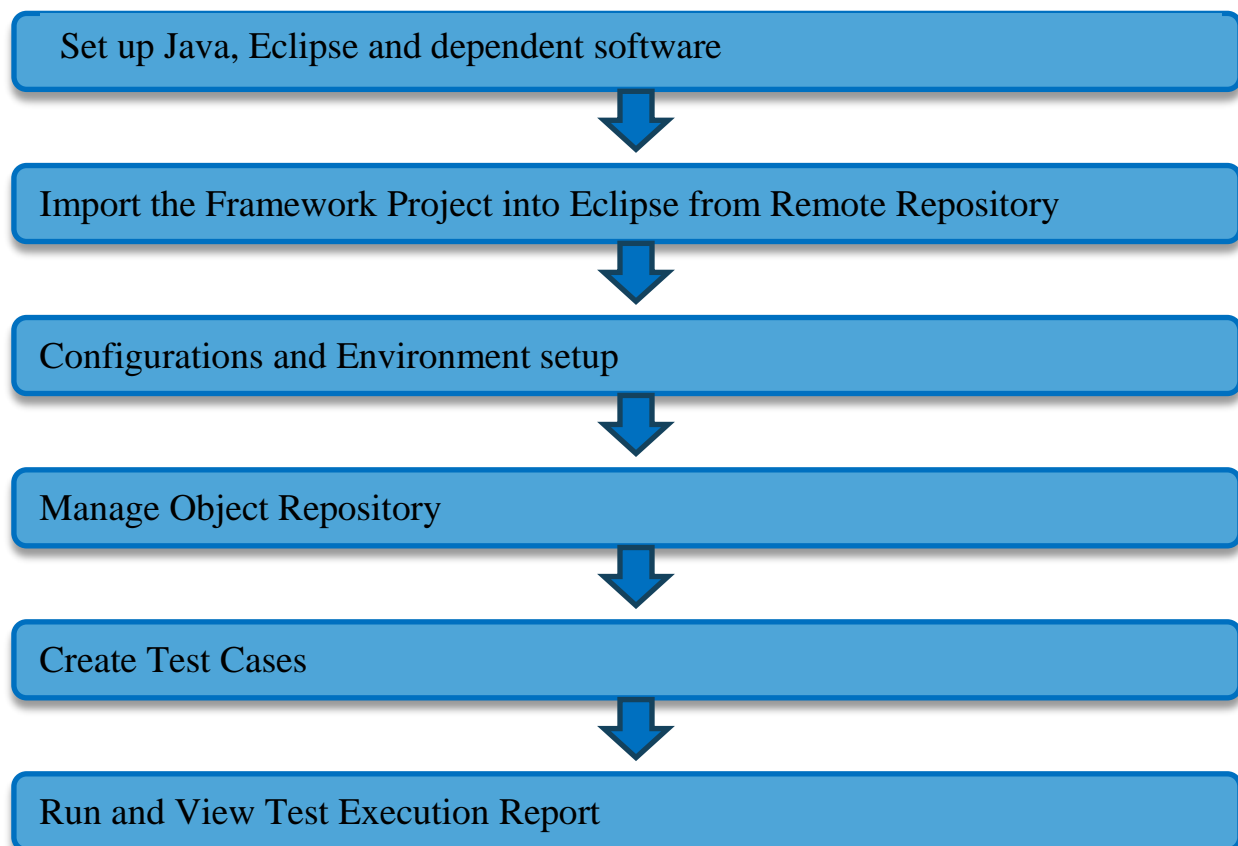 Set up Java, Eclipse and dependent software
Import the Framework Project into Eclipse from Remote Repository
Configurations and Environment setup
Manage Object Repository
Create Test Cases
Run and View Test Execution Report